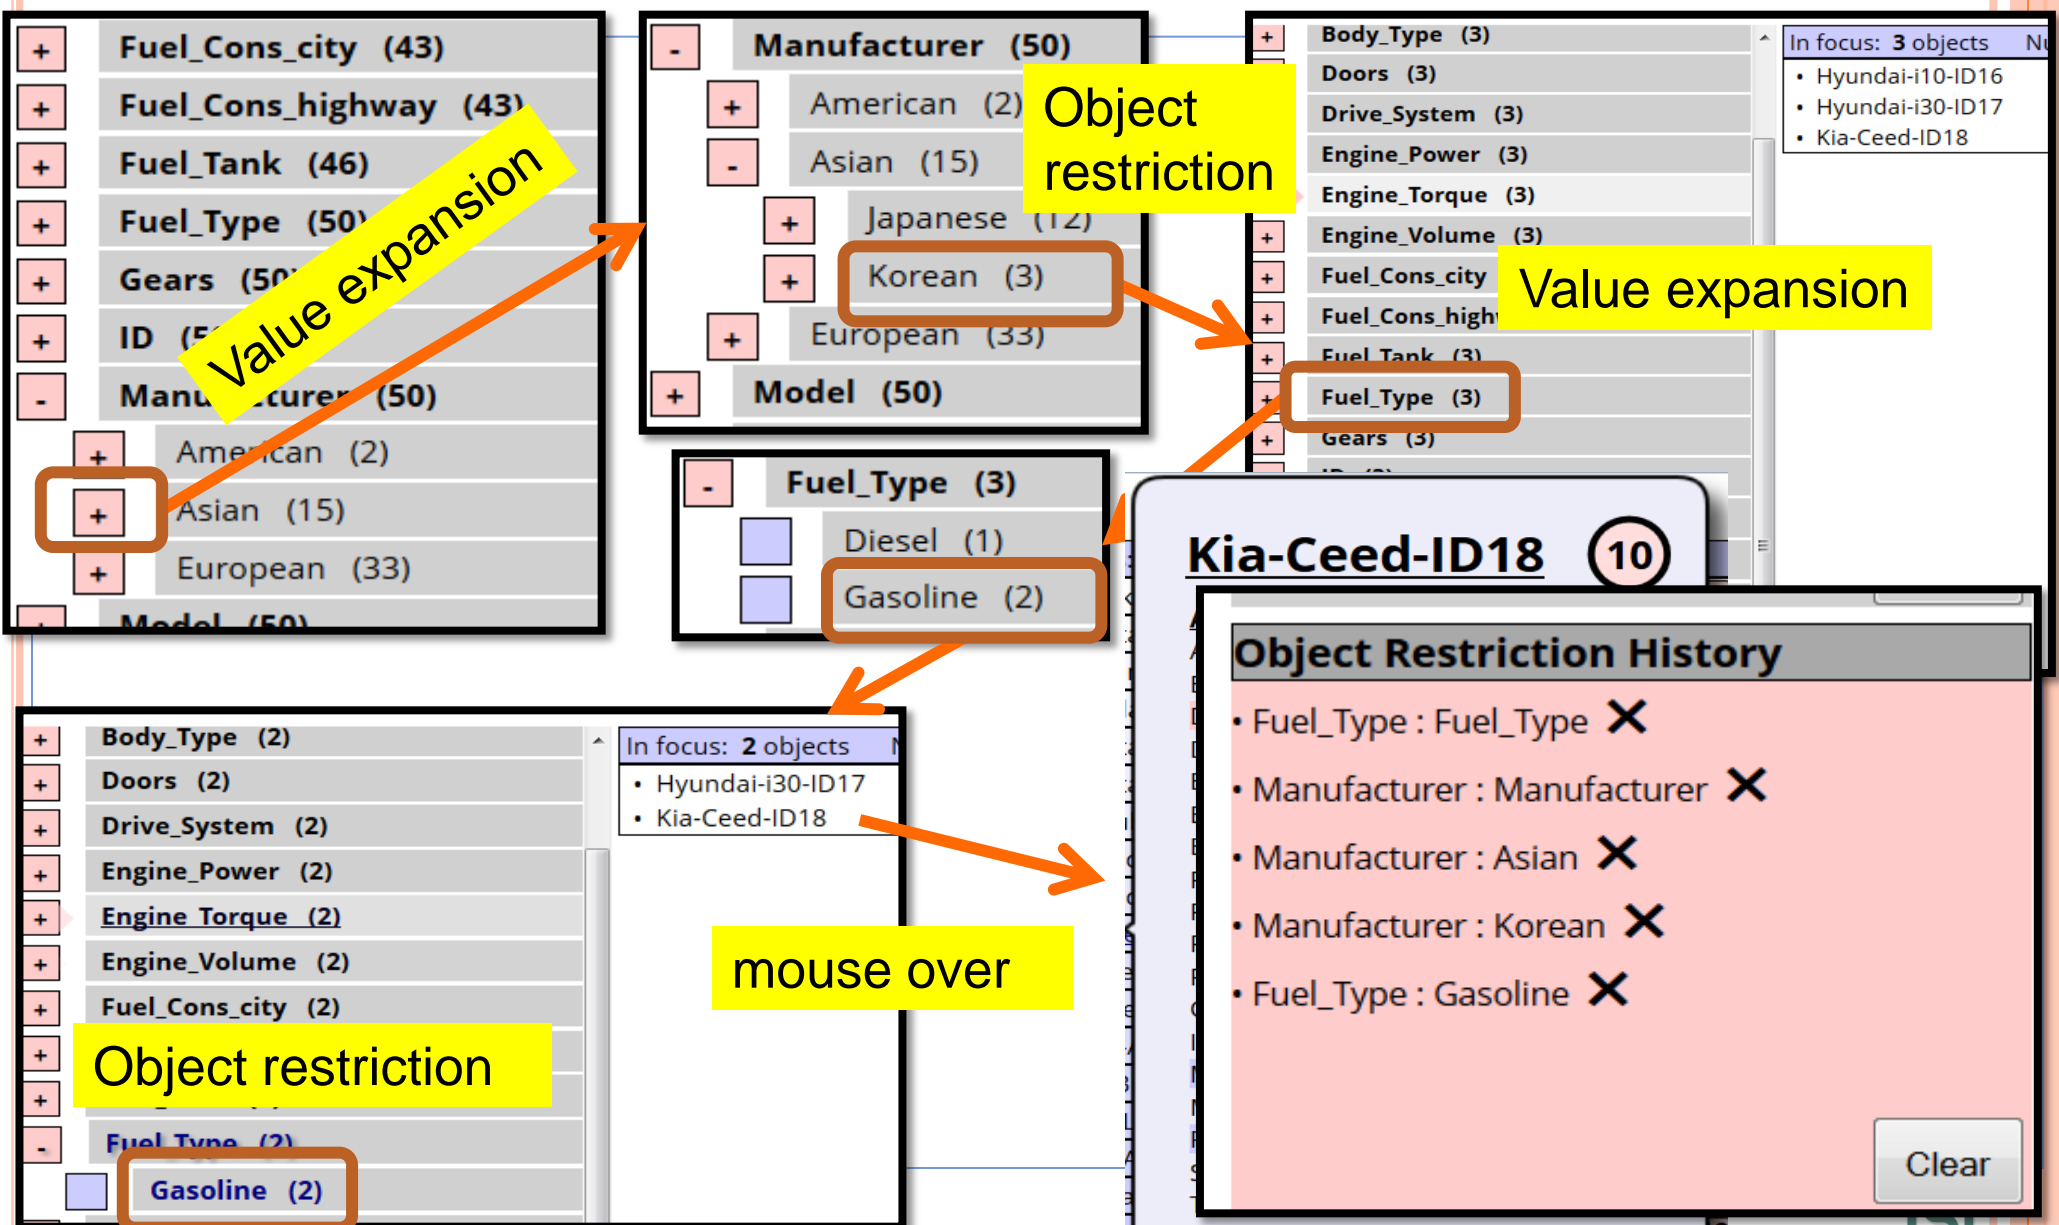 Fuel_Cons_city (43)
Fuel_Cons_highway (43)
Fuel_Tank (46)
Fuel_Type (50)
Gears (50)
ID
Manufacturer (50)
American (2)
Asian (15)
European (33)
Model (50)
Value expansion
Manufacturer (50)
American (2)
Asian (15)
Japanese (12)
Korean (3)
European (33)
Model (50)
Object
restriction
Body_Type (3)
Doors (3)
Drive_System (3)
Engine_Power (3)
Engine_Torque (3)
Engine_Volume (3)
Fuel_Cons_city
Fuel_Tank (3)
Fuel_Type (3)
Gears (3)
In focus: 3 objects
• Hyundai-i10-ID16
• Hyundai-i30-ID17
• Kia-Ceed-ID18
Value expansion
Fuel_Type (3)
Diesel (1)
Gasoline (2)
Body_Type (2)
Doors (2)
Drive_System (2)
Engine_Power (2)
Engine_Torque (2)
Engine_Volume (2)
Fuel_Cons_city (2)
Fuel_Type (2)
Gasoline (2)
Object restriction
In focus: 2 objects
• Hyundai-i30-ID17
• Kia-Ceed-ID18
mouse over
Kia-Ceed-ID18 10
Object Restriction History
• Fuel_Type : Fuel_Type
• Manufacturer : Manufacturer
• Manufacturer : Asian
• Manufacturer : Korean
• Fuel_Type : Gasoline
Clear